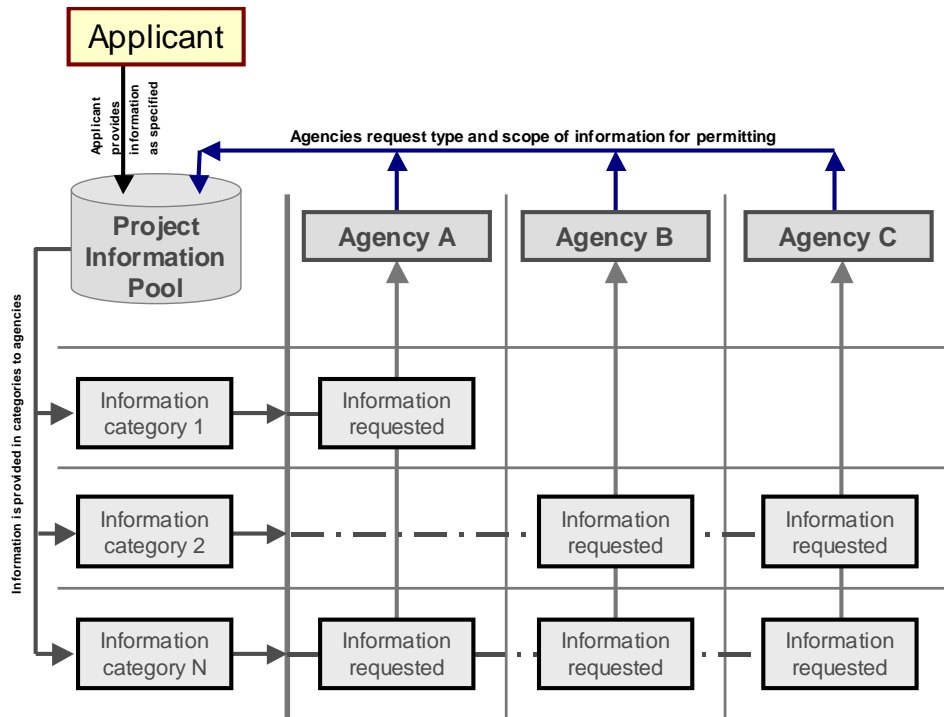 Applicant
Applicant
provides
information
as specified
Agencies request type and scope of information for permitting
Project
Information
Pool
Agency A
Agency B
Agency C
Information is provided in categories to agencies
Information
category 1
Information
requested
Information
category 2
Information
requested
Information
requested
Information
category N
Information
requested
Information
requested
Information
requested